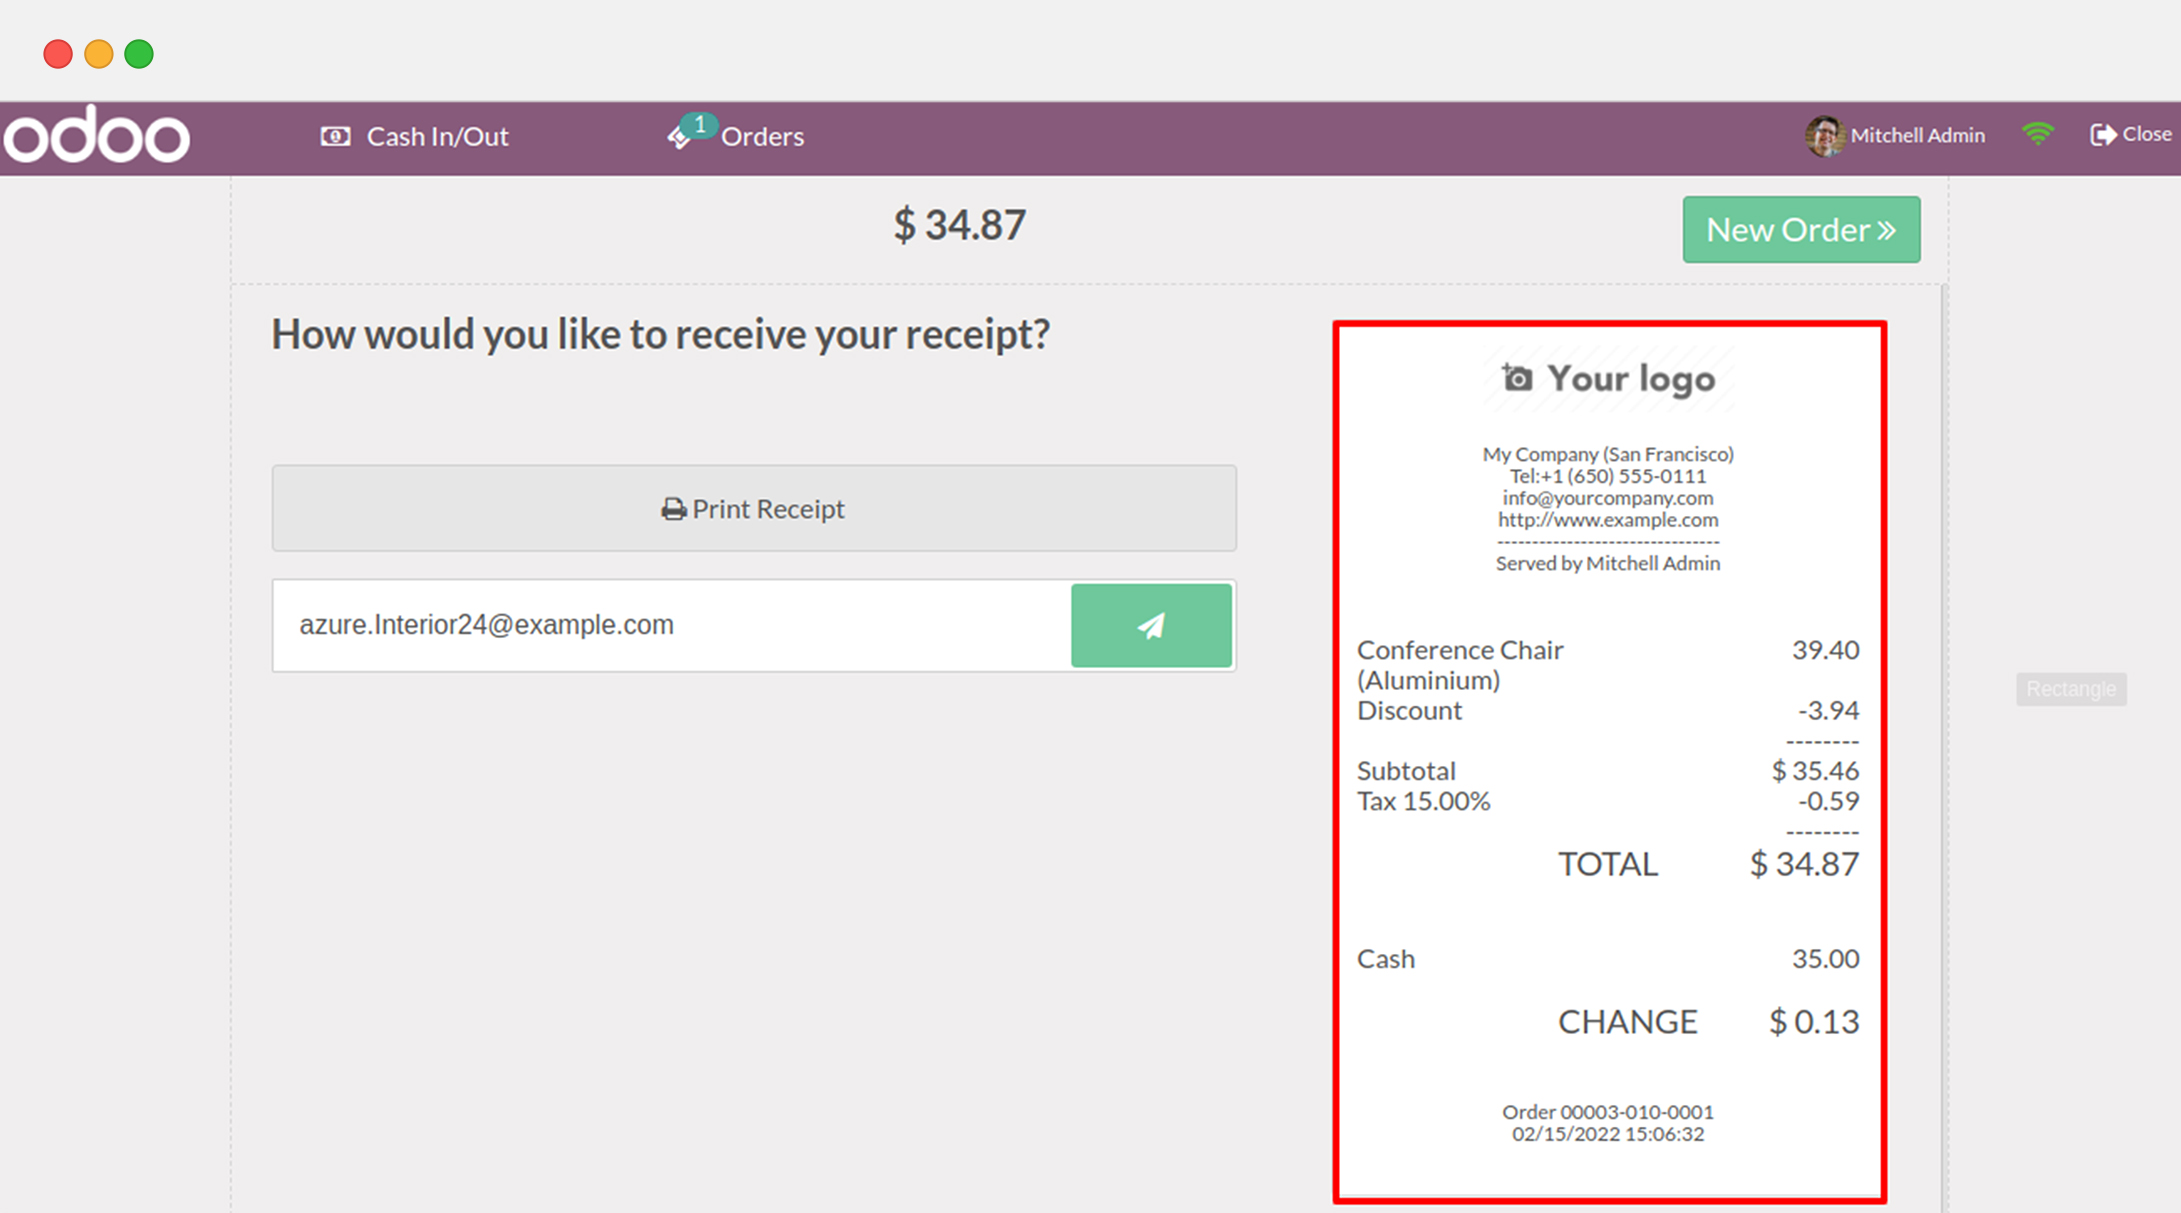 odoo
Cash In/Out
1
Orders
Mitchell Admin
Close
$ 34.87
New Order »
How would you like to receive your receipt?
Print Receipt
azure.Interior24@example.com
Your logo
My Company (San Francisco)
Tel:+1 (650) 555-0111
info@yourcompany.com
http://www.example.com
--------------------------------
Served by Mitchell Admin
Conference Chair 39.40
(Aluminium)
Discount -3.94
--------
Subtotal $ 35.46
Tax 15.00% -0.59
--------
TOTAL $ 34.87
Cash 35.00
CHANGE $ 0.13
Order 00003-010-0001
02/15/2022 15:06:32
Rectangle